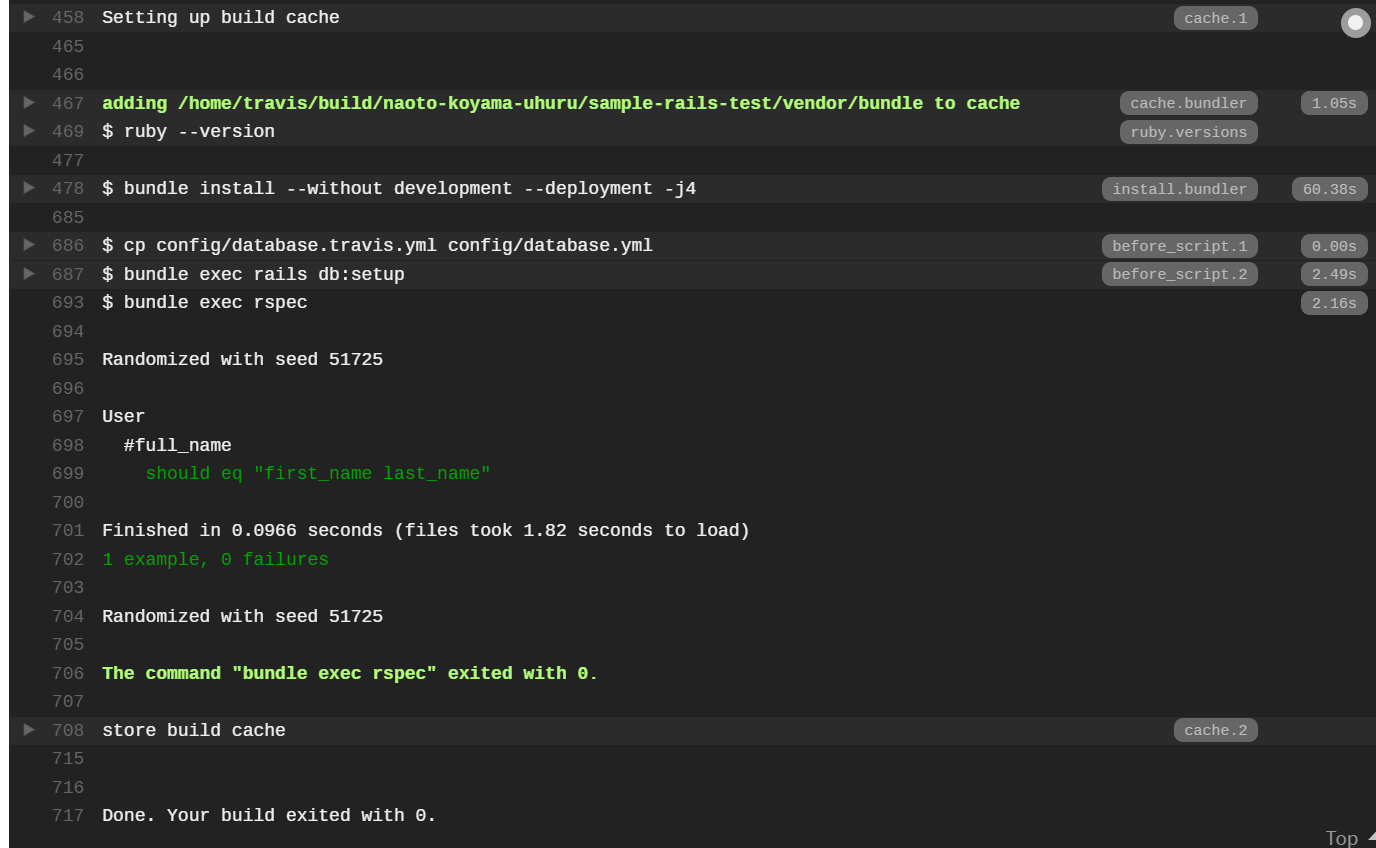 458 Setting up build cache cache.1
465
466
467 adding /home/travis/build/naoto-koyama-uhuru/sample-rails-test/vendor/bundle to cache cache.bundler 1.05s
469 $ ruby --version ruby.versions
477
478 $ bundle install --without development --deployment -j4 install.bundler 60.38s
685
686 $ cp config/database.travis.yml config/database.yml before_script.1 0.00s
687 $ bundle exec rails db:setup before_script.2 2.49s
693 $ bundle exec rspec 2.16s
694
695 Randomized with seed 51725
696
697 User
698 #full_name
699 should eq "first_name last_name"
700
701 Finished in 0.0966 seconds (files took 1.82 seconds to load)
702 1 example, 0 failures
703
704 Randomized with seed 51725
705
706 The command "bundle exec rspec" exited with 0.
707
708 store build cache cache.2
715
716
717 Done. Your build exited with 0.
Top